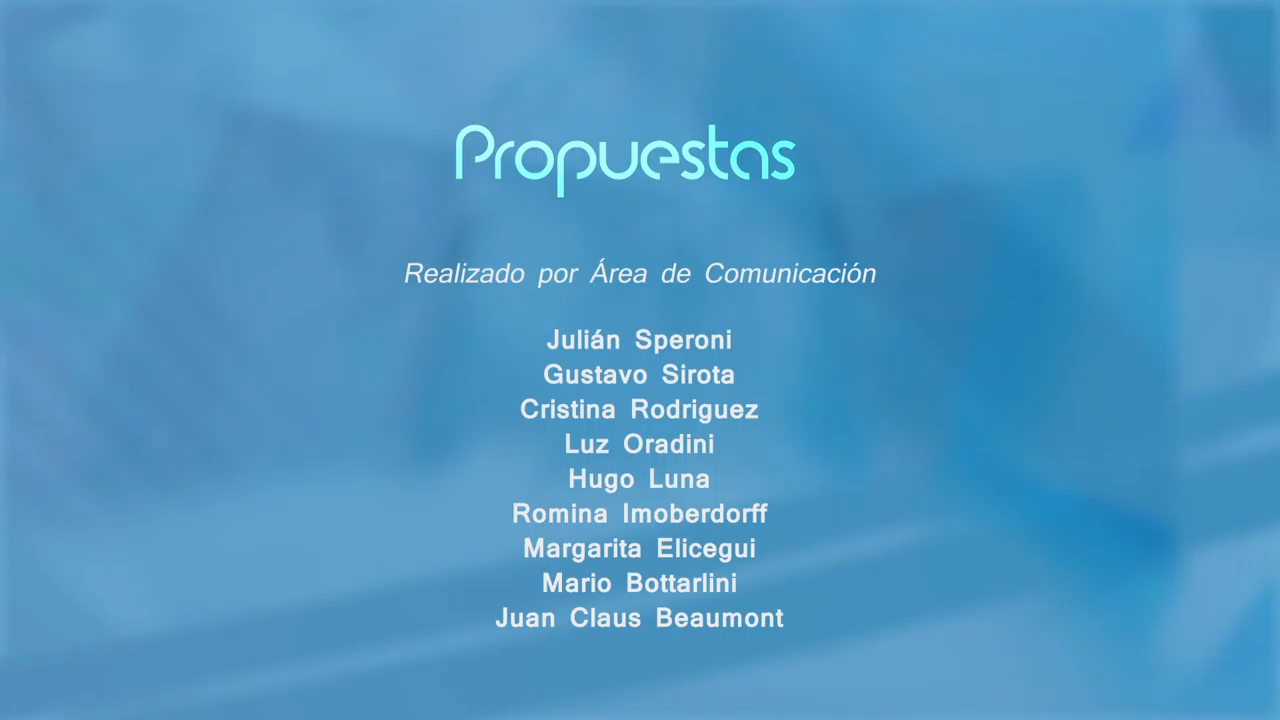 Propuestas
Realizado por Área de Comunicación
Julián Speroni
Gustavo Sirota
Cristina Rodriguez
Luz Oradini
Hugo Luna
Romina Imoberdorff
Margarita Elicegui
Mario Bottarlini
Juan Claus Beaumont